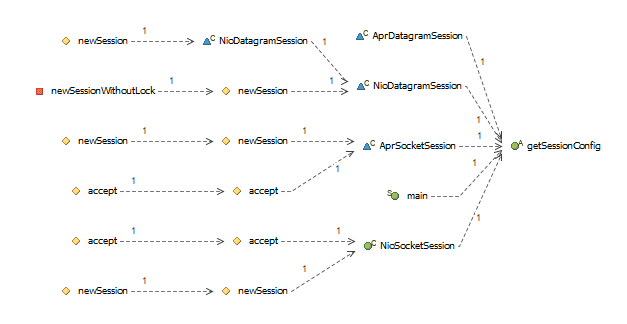 newSession 1 C NioDatagramSession 1 C AprDatagramSession 1
newSessionWithoutLock 1 newSession 1 C NioDatagramSession 1
newSession 1 newSession 1 C AprSocketSession 1 A getSessionConfig
accept 1 accept 1 S main 1
accept 1 accept 1 C NioSocketSession 1
newSession 1 newSession 1